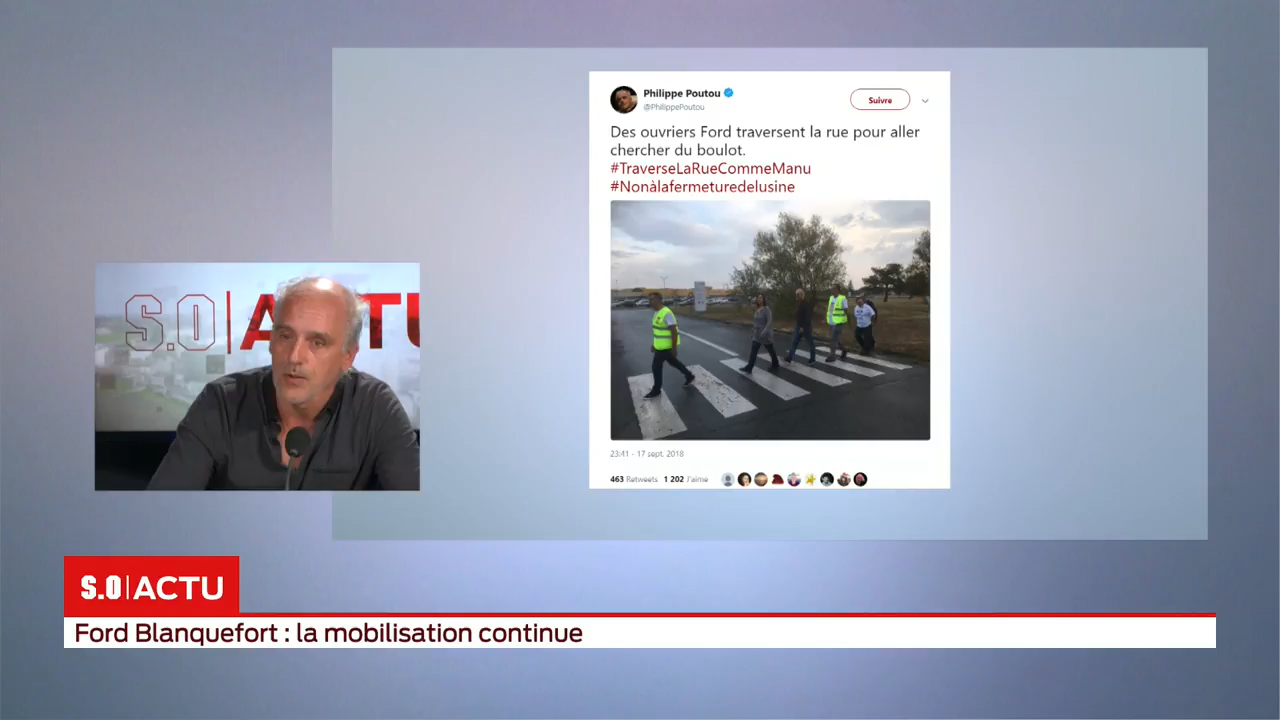 Philippe Poutou
@PhilippePoutou
Suivre
Des ouvriers Ford traversent la rue pour aller
chercher du boulot.
#TraverseLaRueCommeManu
#Nonàlafermeturedelusine
23:41 - 17 sept. 2018
463 Retweets 1 202 J'aime
S.O ACTU
S.O ACTU
Ford Blanquefort : la mobilisation continue